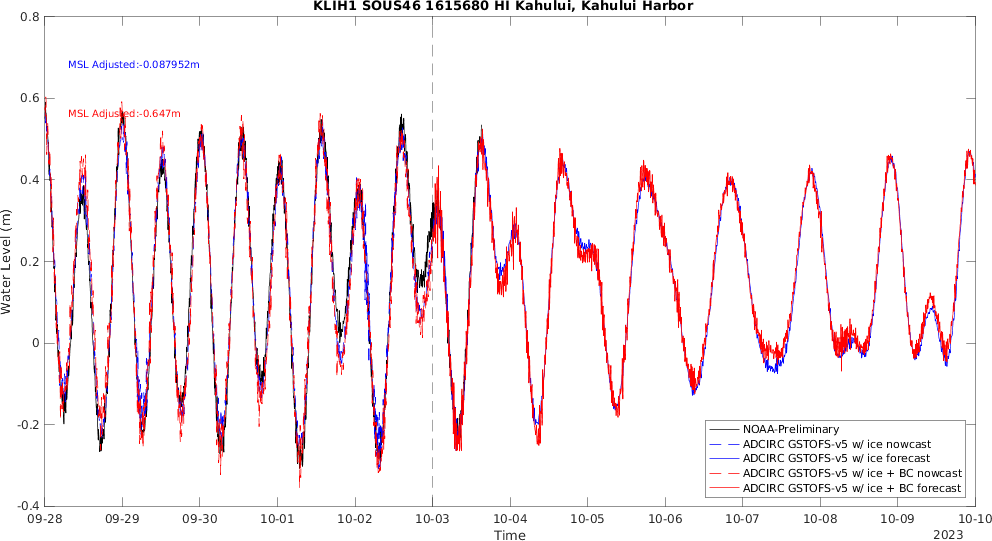 KLIH1 SOUS46 1615680 HI Kahului, Kahului Harbor
0.8
0.6
0.4
0.2
0
-0.2
-0.4
Water Level (m)
MSL Adjusted:-0.087952m
MSL Adjusted:-0.647m
NOAA-Preliminary
ADCIRC GSTOFS-v5 w/ ice nowcast
ADCIRC GSTOFS-v5 w/ ice forecast
ADCIRC GSTOFS-v5 w/ ice + BC nowcast
ADCIRC GSTOFS-v5 w/ ice + BC forecast
09-28 09-29 09-30 10-01 10-02 10-03 10-04 10-05 10-06 10-07 10-08 10-09 10-10
Time
2023